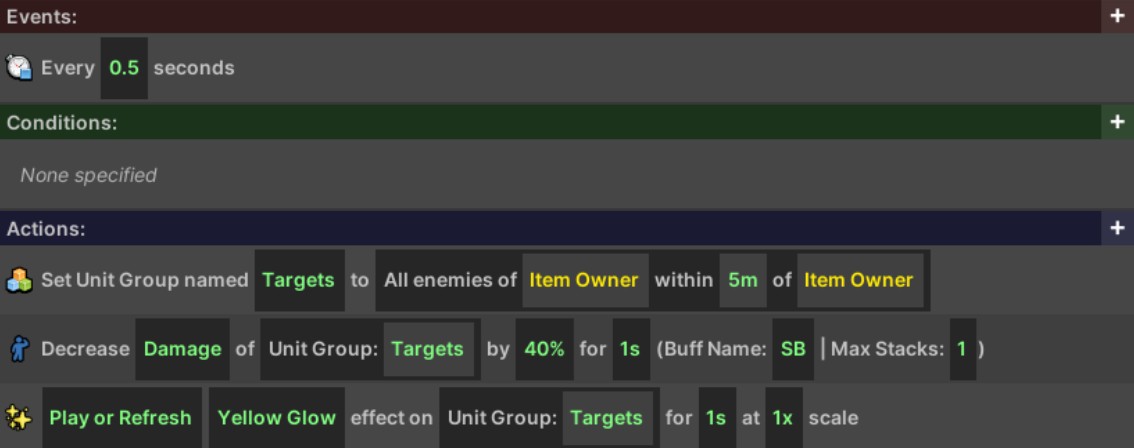 Events: +
Every 0.5 seconds
Conditions: +
None specified
Actions: +
Set Unit Group named Targets to All enemies of Item Owner within 5m of Item Owner
Decrease Damage of Unit Group: Targets by 40% for 1s (Buff Name: SB | Max Stacks: 1 )
Play or Refresh Yellow Glow effect on Unit Group: Targets for 1s at 1x scale